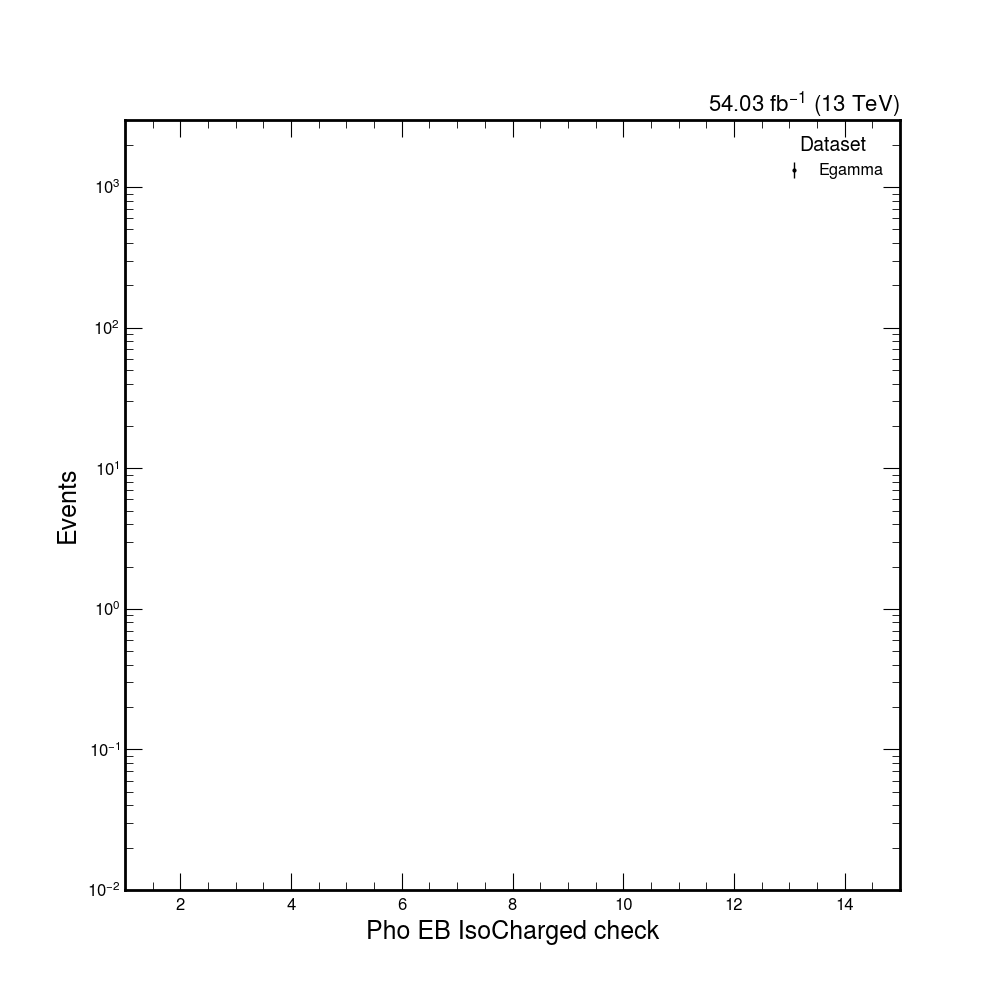 54.03 fb⁻¹ (13 TeV)
Dataset
Egamma
10³
10²
10¹
10⁰
10⁻¹
10⁻²
Events
2 4 6 8 10 12 14
Pho EB IsoCharged check